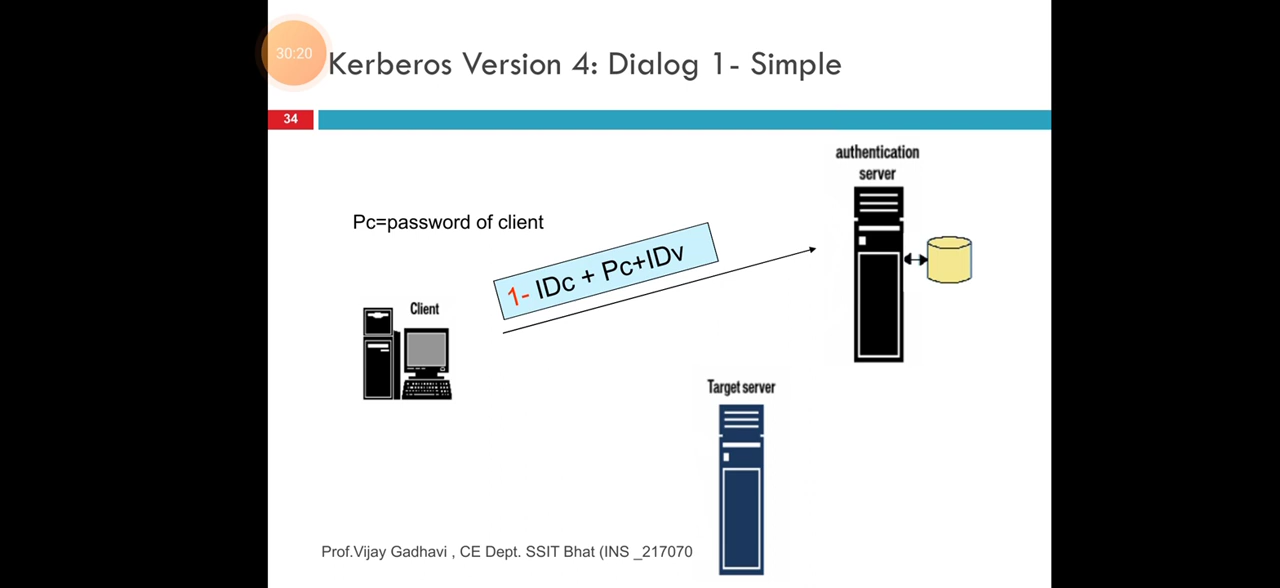 30:20
Kerberos Version 4: Dialog 1- Simple
34
authentication
server
Pc=password of client
1- IDc + Pc+IDv
Client
Target server
Prof.Vijay Gadhavi , CE Dept. SSIT Bhat (INS _217070